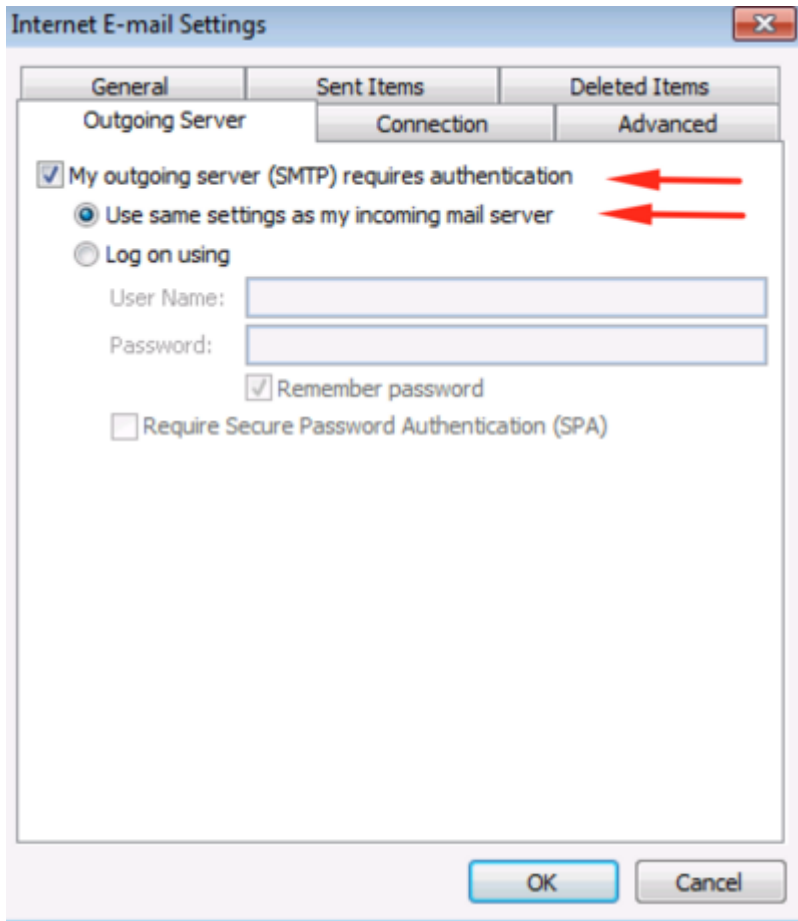 Internet E-mail Settings
General Sent Items Deleted Items
Outgoing Server Connection Advanced
My outgoing server (SMTP) requires authentication
Use same settings as my incoming mail server
Log on using
User Name:
Password:
Remember password
Require Secure Password Authentication (SPA)
OK Cancel